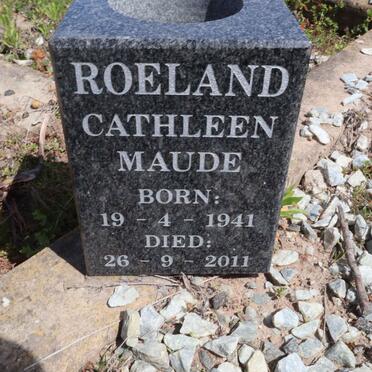 ROELAND
CATHLEEN
MAUDE
BORN:
19 - 4 - 1941
DIED:
26 - 9 - 2011